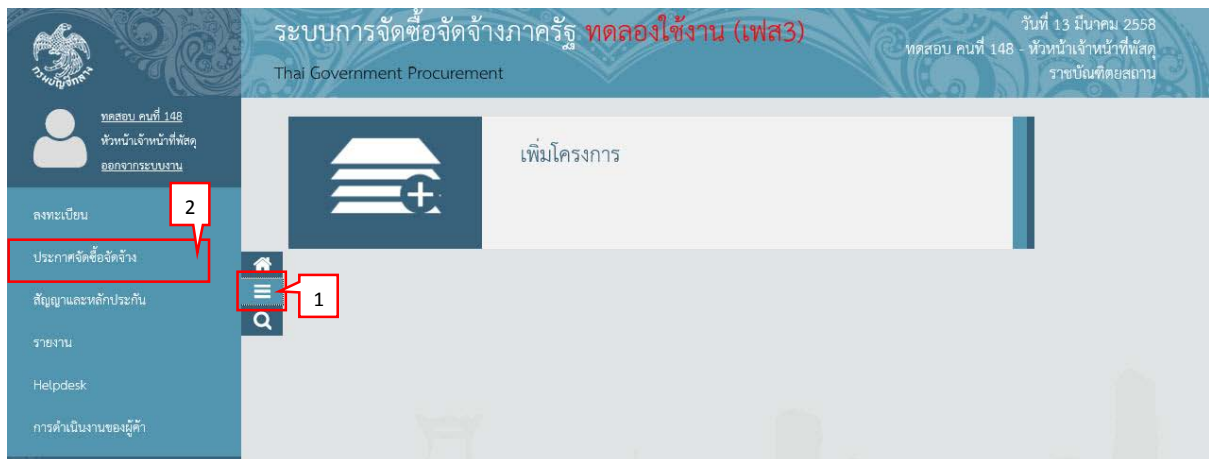 ระบบการจัดซื้อจัดจ้างภาครัฐ ทดลองใช้งาน (เฟส3)
Thai Government Procurement
วันที่ 13 มีนาคม 2558
ทดสอบ คนที่ 148 - หัวหน้าเจ้าหน้าที่พัสดุ
ราชบัณฑิตยสถาน
กรมบัญชีกลาง
ทดสอบ คนที่ 148
หัวหน้าเจ้าหน้าที่พัสดุ
ออกจากระบบงาน
เพิ่มโครงการ
ลงทะเบียน
2
ประกาศจัดซื้อจัดจ้าง
สัญญาและหลักประกัน
1
รายงาน
Helpdesk
การดำเนินงานของผู้ค้า